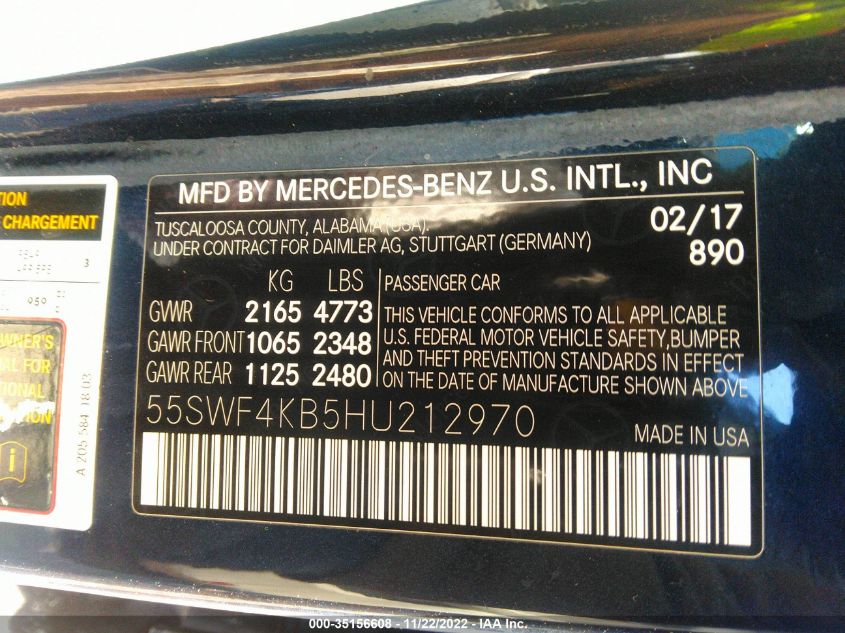 MFD BY MERCEDES-BENZ U.S. INTL., INC
TUSCALOOSA COUNTY, ALABAMA (USA). 02/17
UNDER CONTRACT FOR DAIMLER AG, STUTTGART (GERMANY) 890
KG LBS PASSENGER CAR
GVWR 2165 4773 THIS VEHICLE CONFORMS TO ALL APPLICABLE
GAWR FRONT 1065 2348 U.S. FEDERAL MOTOR VEHICLE SAFETY,BUMPER
AND THEFT PREVENTION STANDARDS IN EFFECT
GAWR REAR 1125 2480 ON THE DATE OF MANUFACTURE SHOWN ABOVE
55SWF4KB5HU212970
MADE IN USA
CHARGEMENT
3
959
FOR
A 205 584 18 03
000-35156608 - 11/22/2022 - IAA Inc.